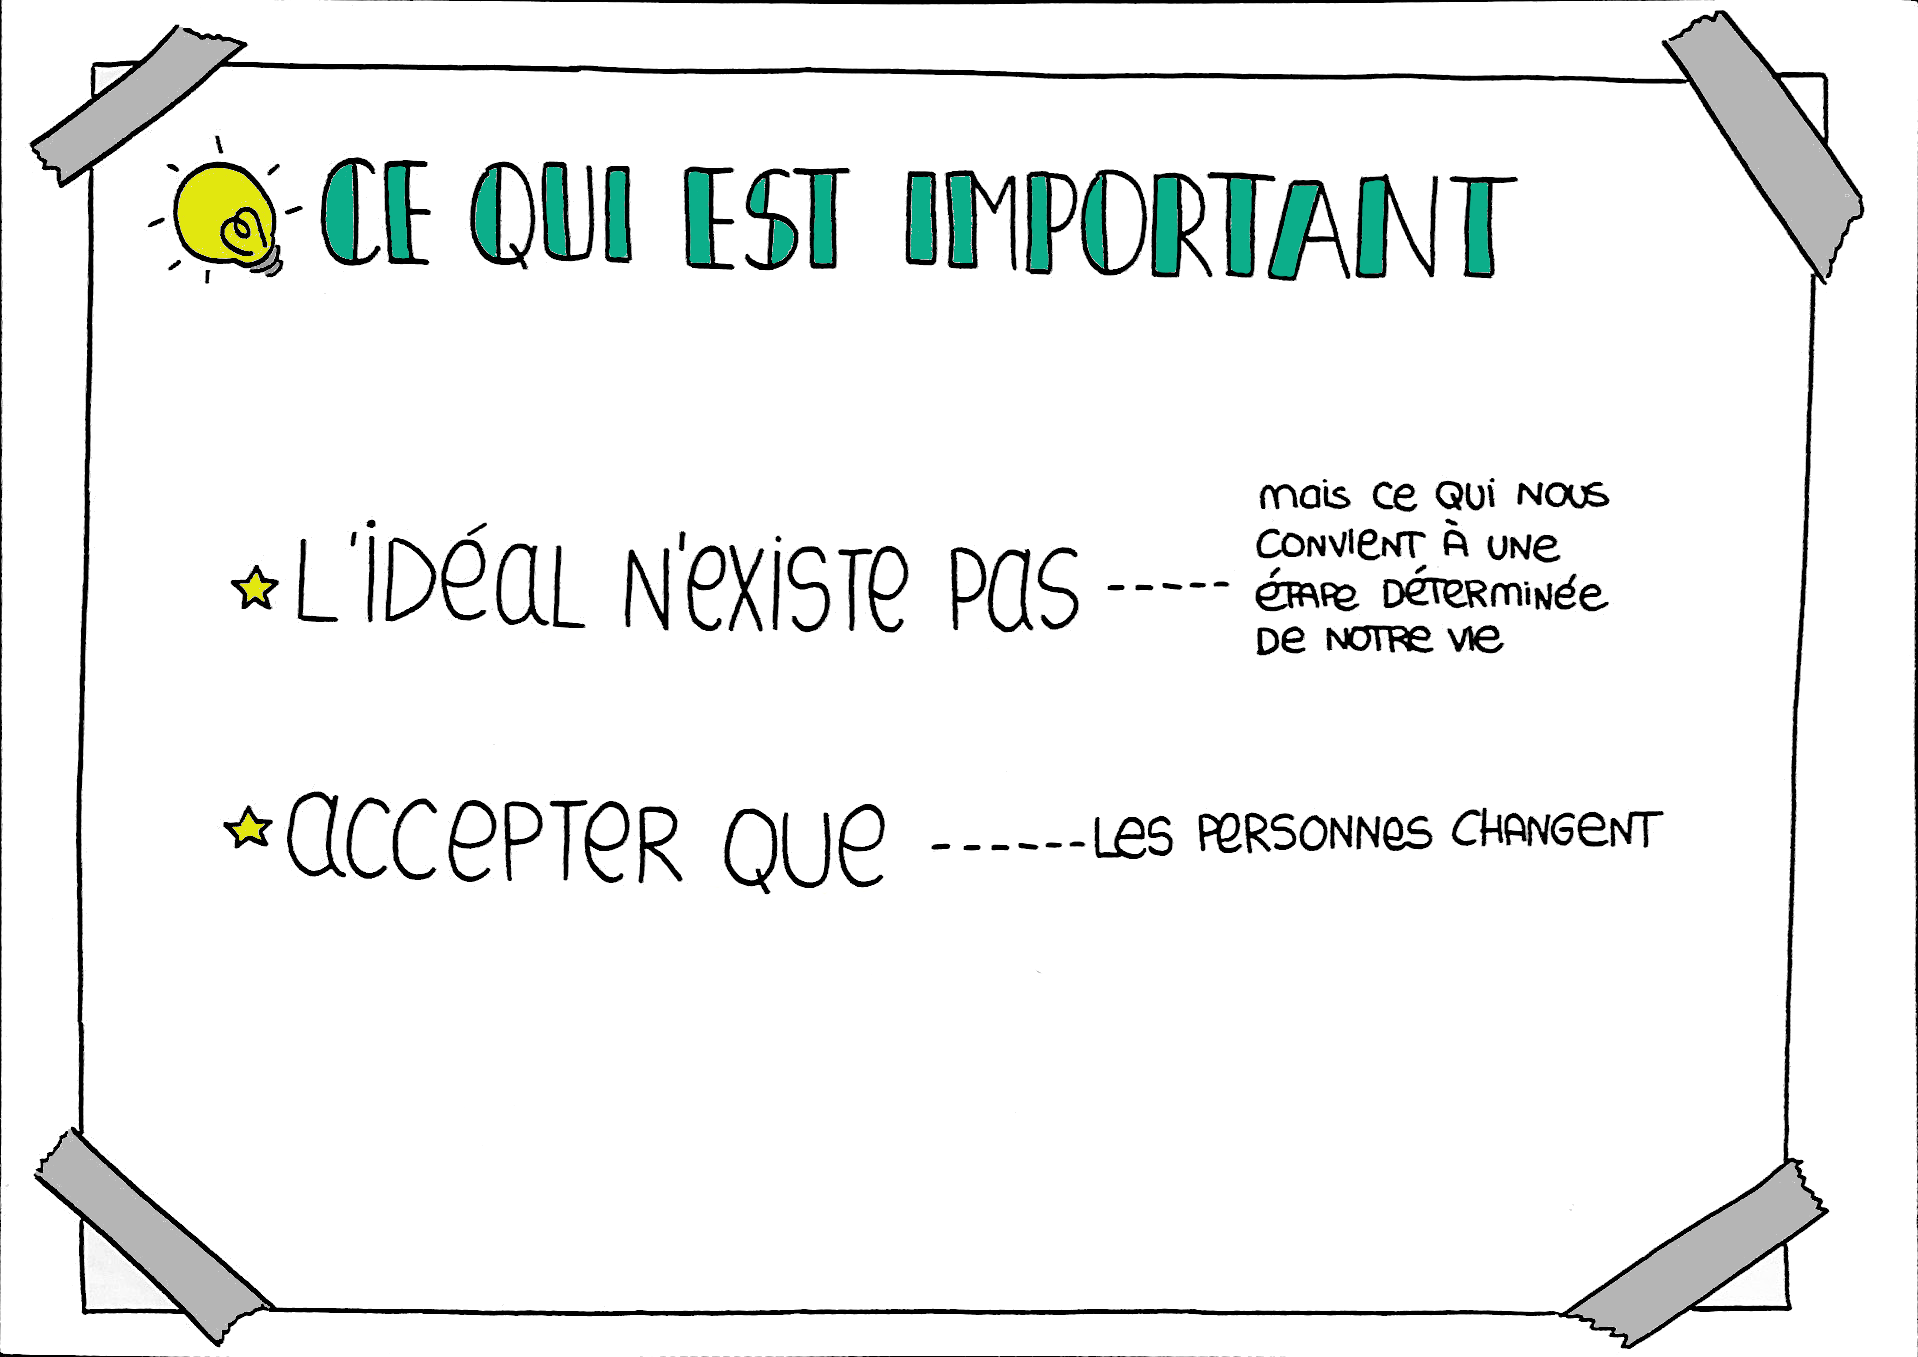 CE QUI EST IMPORTANT
L'iDéaL N'exiSTe PaS -----
mais ce Qui NOUS
CONVIENT À UNe
ÉTAPe DÉTERMINÉe
De NOTRe VIe
aCCePTeR QUe ------ Les PeRSONNes CHANGeNT